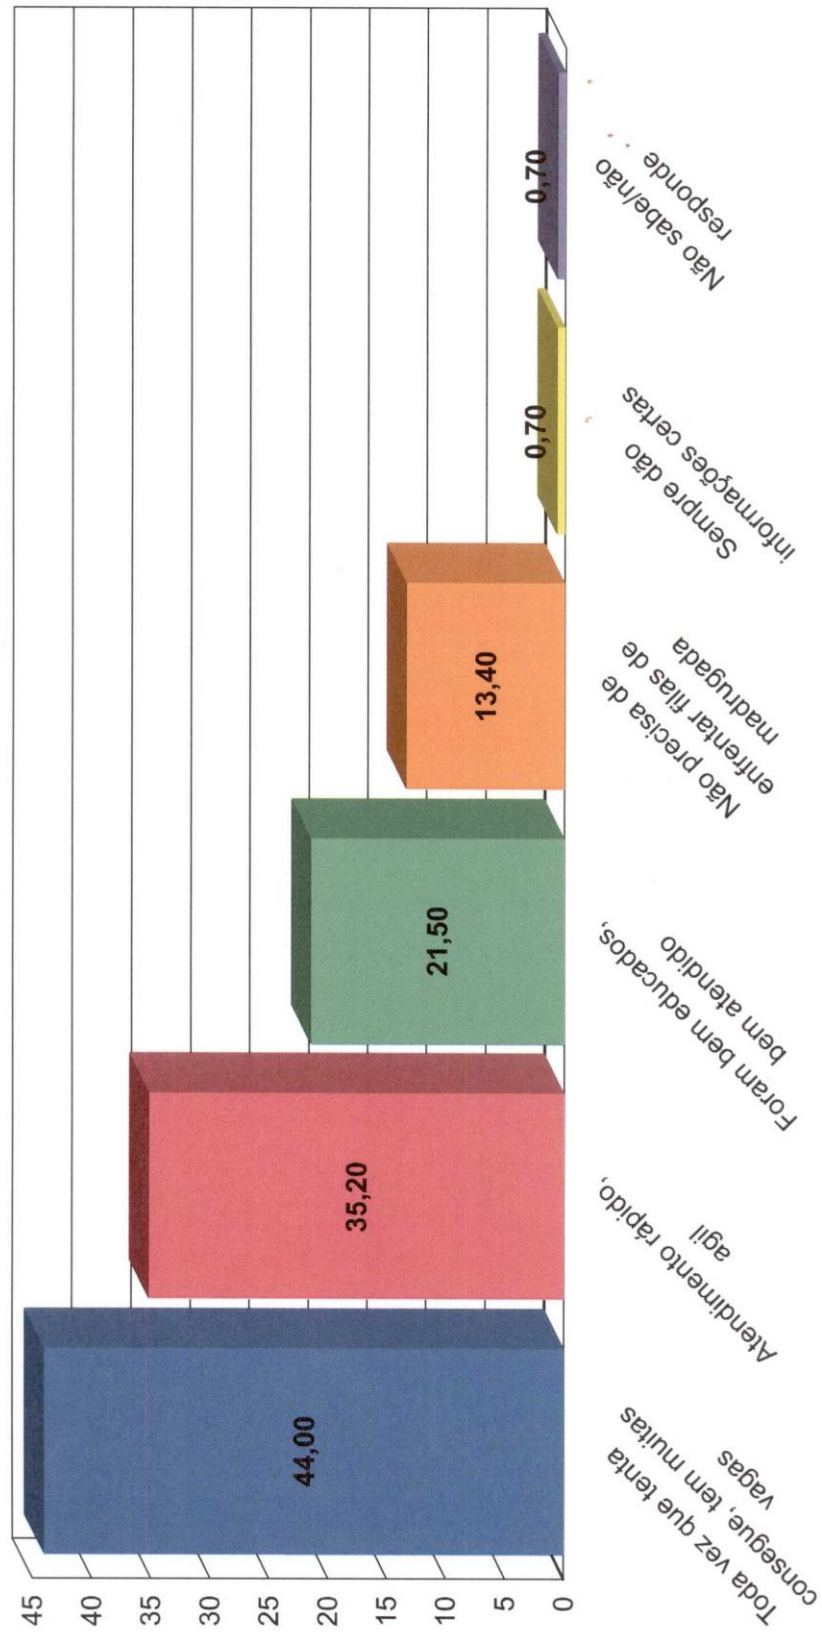 45
40
35
30
25
20
15
10
5
0
44,00
35,20
21,50
13,40
0,70
0,70
Toda vez que tenta
consegue, tem muitas
vagas
Atendimento rápido,
agil
Foram bem educados,
bem atendido
Não precisa de
enfrentar filas de
madrugada
Sempre dão
informações certas
Não sabe/não
responde